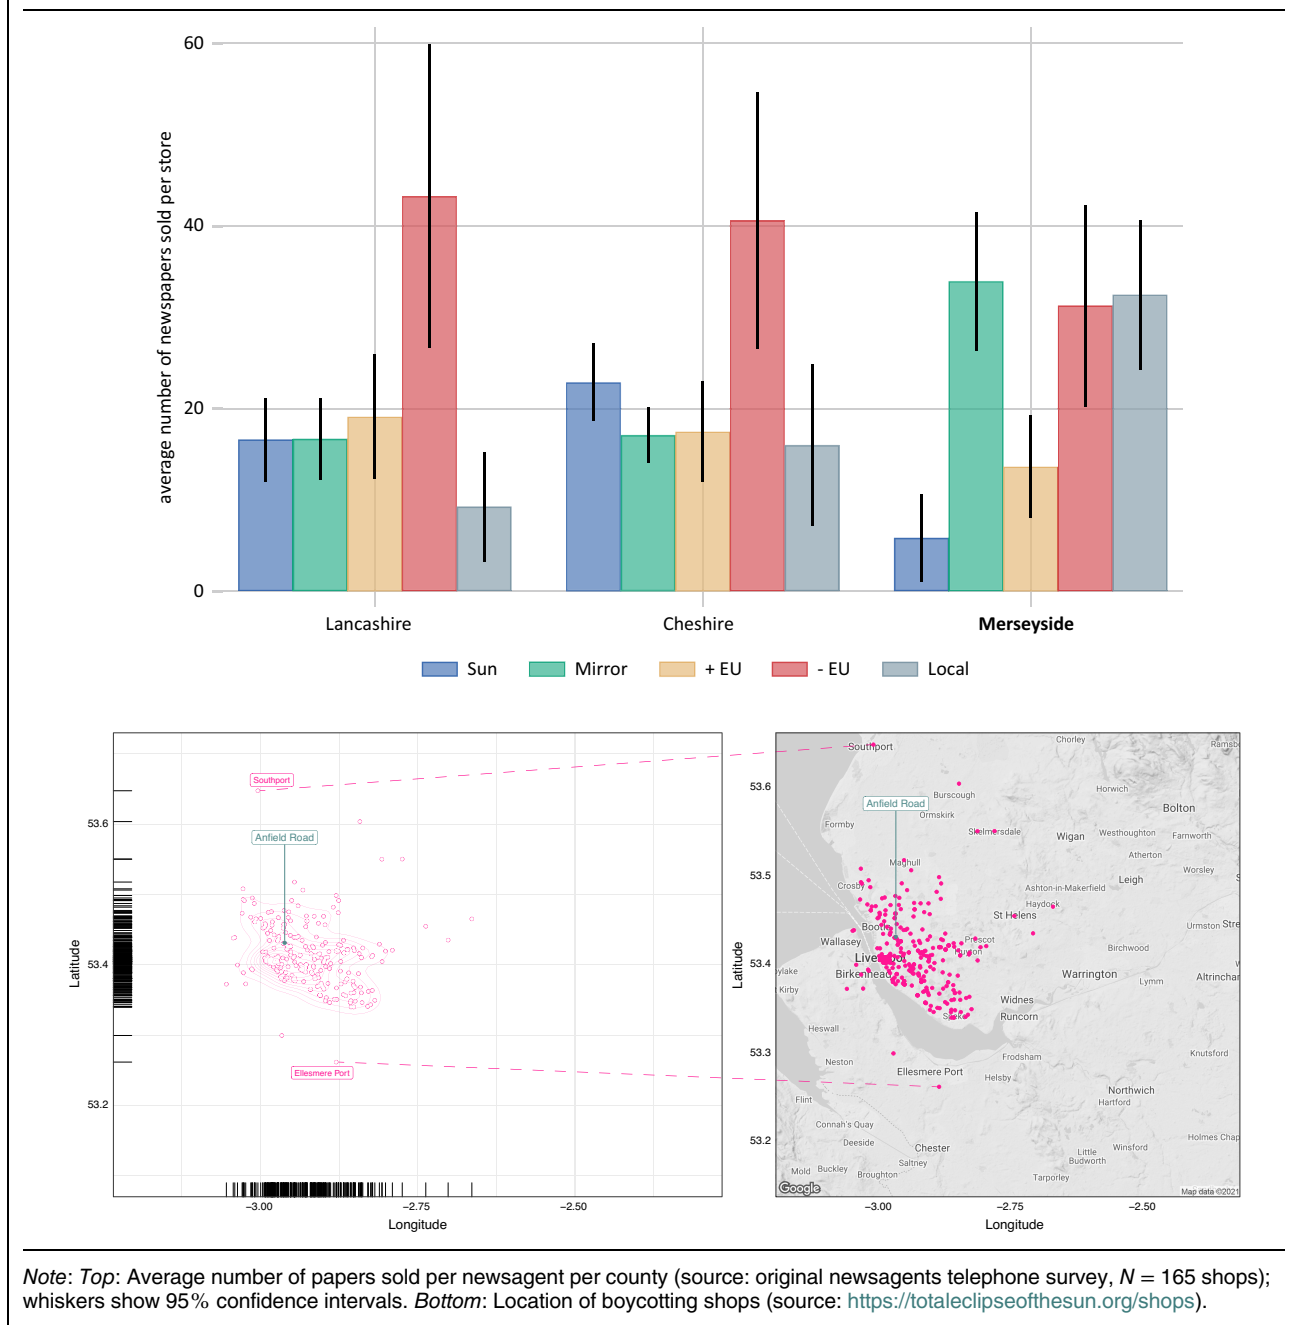 60
40
20
0
average number of newspapers sold per store
Lancashire
Cheshire
Merseyside
Sun
Mirror
+ EU
- EU
Local
Southport
Anfield Road
Ellesmere Port
53.6
53.4
53.2
Latitude
−3.00
−2.75
−2.50
Longitude
Southport
Chorley
Ramsb
53.6
Burscough
Horwich
Anfield Road
Bolton
Ormskirk
Formby
Skelmersdale
Wigan
Westhoughton
Farnworth
Atherton
Maghull
Worsley
53.5
Leigh
S
Crosby
Ashton-in-Makerfield
Haydock
St Helens
Urmston
Stre
Bootle
Wallasey
Prescot
Huyton
Birchwood
Liverpool
53.4
Latitude
oylake
Birkenhead
Warrington
Altrinchar
Lymm
t Kirby
Widnes
Speke
Runcorn
Heswall
53.3
Frodsham
Knutsford
Neston
Ellesmere Port
Helsby
Northwich
Flint
Hartford
Connah's Quay
53.2
Deeside
Chester
Holmes Chap
Little
Budworth
Winsford
Saltney
Mold
Buckley
Broughton
Tarporley
Google
Map data ©2021
−3.00
−2.75
−2.50
Longitude
Note: Top: Average number of papers sold per newsagent per county (source: original newsagents telephone survey, N = 165 shops);
whiskers show 95% confidence intervals. Bottom: Location of boycotting shops (source: https://totaleclipseofthesun.org/shops).